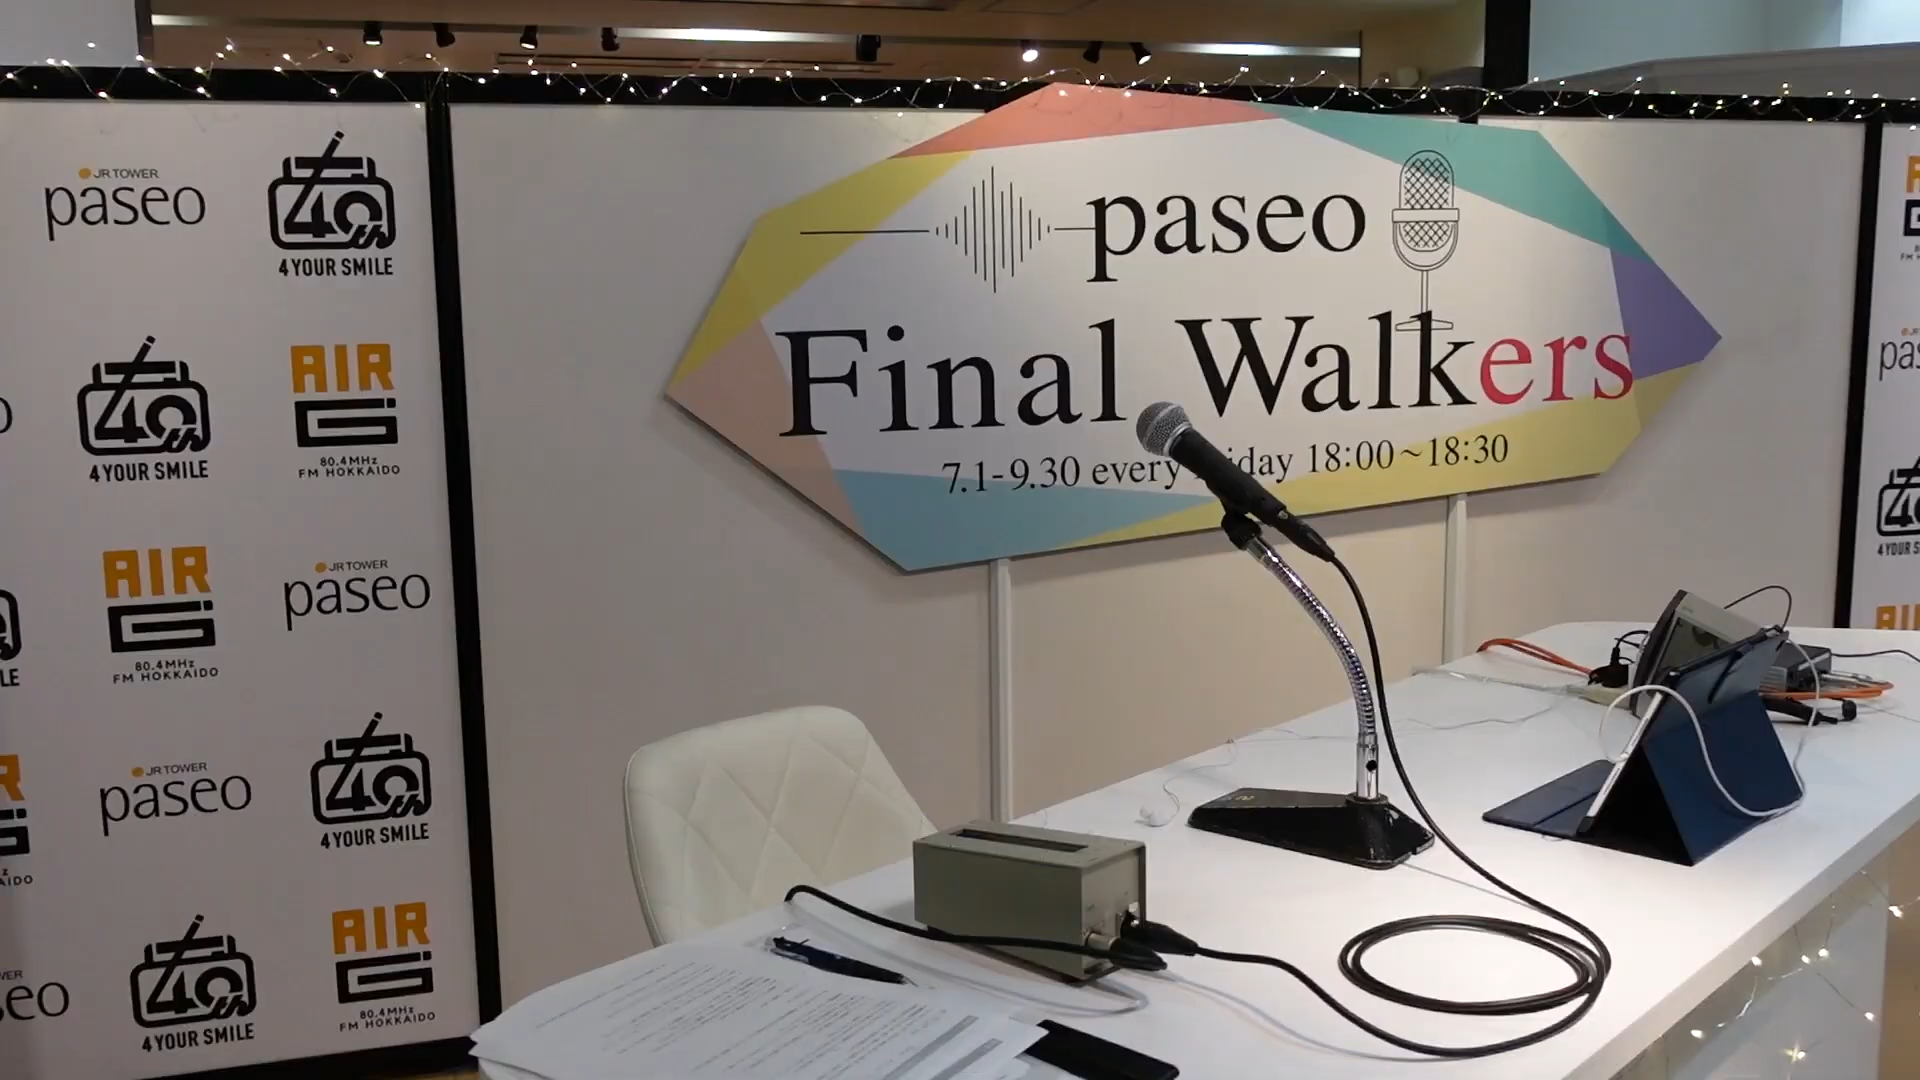 paseo
Final Walkers
7.1-9.30 every 18:00~18:30
JR TOWER
paseo
40th
4 YOUR SMILE
40th
4 YOUR SMILE
AIR
G
80.4MHz
FM HOKKAIDO
AIR
G
80.4MHz
FM HOKKAIDO
JR TOWER
paseo
JR TOWER
paseo
40th
4 YOUR SMILE
40th
4 YOUR SMILE
AIR
G
80.4MHz
FM HOKKAIDO